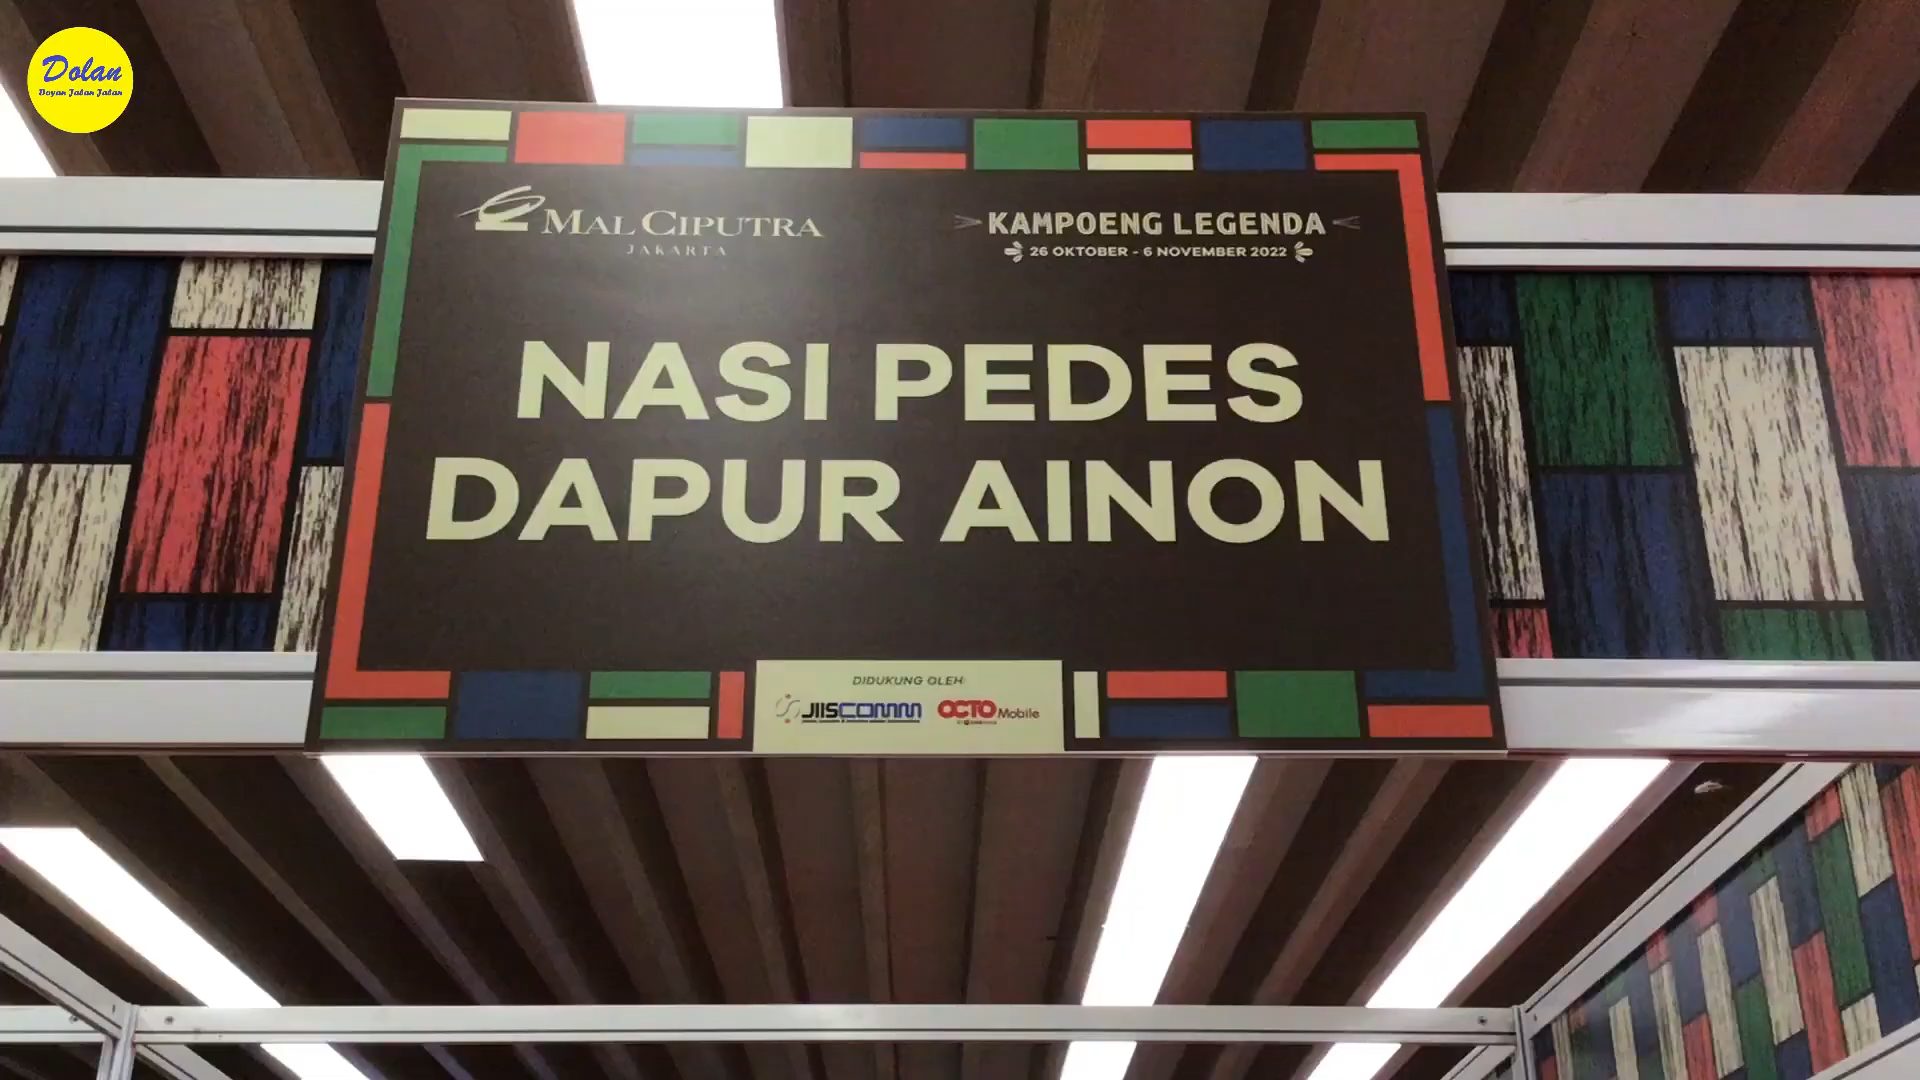 Dolan
Doyan Jalan Jalan
MAL CIPUTRA
JAKARTA
KAMPOENG LEGENDA
26 OKTOBER - 6 NOVEMBER 2022
NASI PEDES
DAPUR AINON
DIDUKUNG OLEH:
JIISCOMM
OCTO Mobile